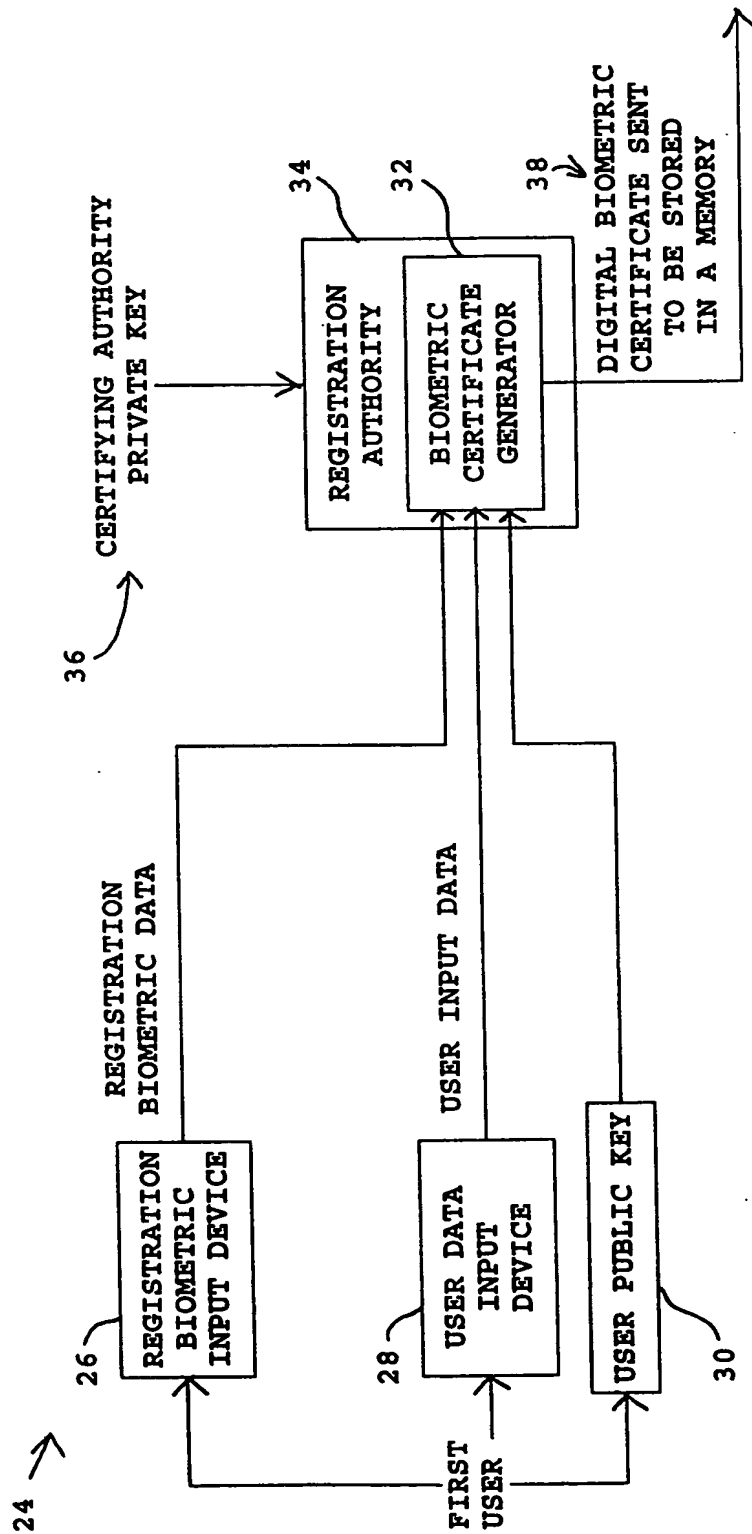 24
FIRST
USER
26
REGISTRATION
BIOMETRIC
INPUT DEVICE
28
USER DATA
INPUT
DEVICE
USER PUBLIC KEY
30
REGISTRATION
BIOMETRIC DATA
USER INPUT DATA
36
CERTIFYING AUTHORITY
PRIVATE KEY
34
REGISTRATION
AUTHORITY
32
BIOMETRIC
CERTIFICATE
GENERATOR
38
DIGITAL BIOMETRIC
CERTIFICATE SENT
TO BE STORED
IN A MEMORY